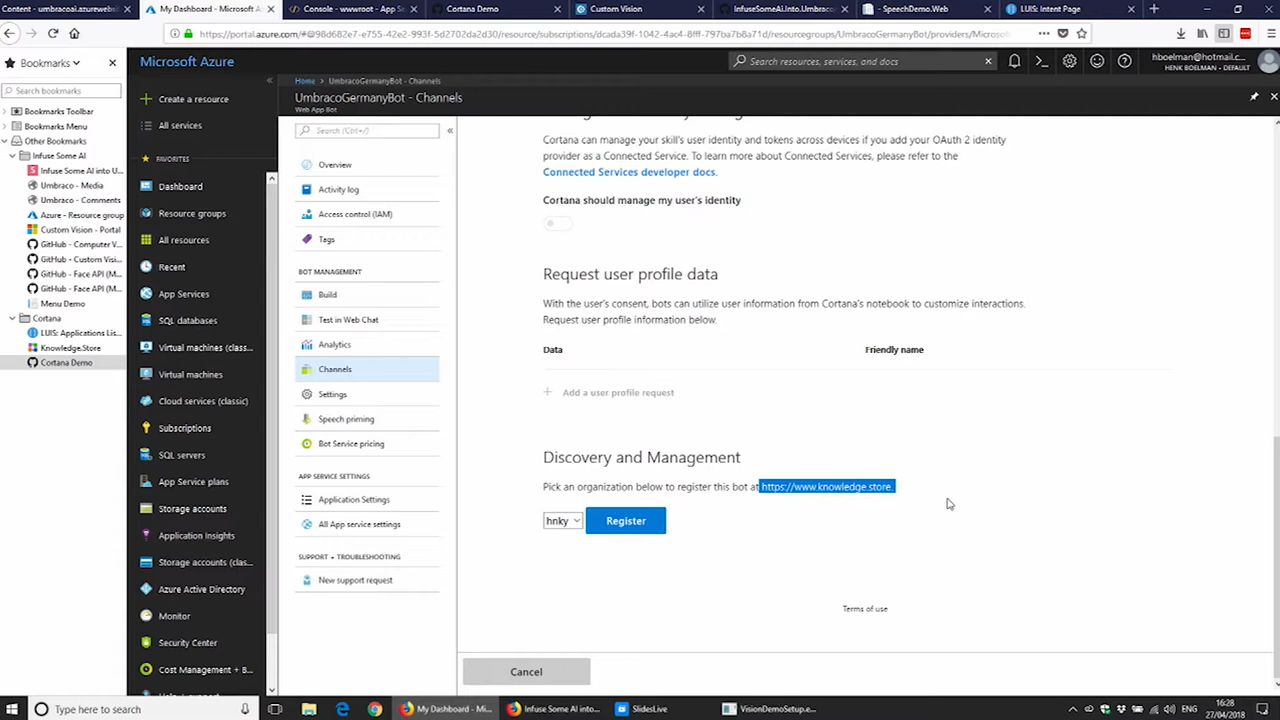 Content - umbracoai.azurewebsit
My Dashboard - Microsoft A
Console - wwwroot - App Se
Cortana Demo
Custom Vision
InfuseSomeAI.Into.Umbraco
- SpeechDemo.Web
LUIS Intent Page
https://portal.azure.com/#@98d682e7-e755-42e2-993f-5d2702da2d30/resource/subscriptions/dcada39f-1042-4ac4-8fff-797ba7b8a71d/resourcegroups/UmbracoGermanyBot/providers/Microsof
Bookmarks
Search bookmarks
Bookmarks Toolbar
Bookmarks Menu
Other Bookmarks
Infuse Some AI
Infuse Some AI into U...
Umbraco - Media
Umbraco - Comments
Azure - Resource group
Custom Vision - Portal
GitHub - Computer V...
GitHub - Custom Visi...
GitHub - Face API (M...
GitHub - Face API (M...
Menu Demo
Cortana
LUIS: Applications Lis...
Knowledge.Store
Cortana Demo
Microsoft Azure
Search resources, services, and docs
hboelman@hotmail.c...
HENK BOELMAN - DEFAULT
Create a resource
All services
FAVORITES
Dashboard
Resource groups
All resources
Recent
App Services
SQL databases
Virtual machines (class...
Virtual machines
Cloud services (classic)
Subscriptions
SQL servers
App Service plans
Storage accounts
Application Insights
Storage accounts (clas...
Azure Active Directory
Monitor
Security Center
Cost Management + B...
Help + support
Home > UmbracoGermanyBot - Channels
UmbracoGermanyBot - Channels
Web App Bot
Search (Ctrl+/)
Overview
Activity log
Access control (IAM)
Tags
BOT MANAGEMENT
Build
Test in Web Chat
Analytics
Channels
Settings
Speech priming
Bot Service pricing
APP SERVICE SETTINGS
Application Settings
All App service settings
SUPPORT + TROUBLESHOOTING
New support request
Cortana can manage your skill's user identity and tokens across devices if you add your OAuth 2 identity
provider as a Connected Service. To learn more about Connected Services, please refer to the
Connected Services developer docs.
Cortana should manage my user's identity
Request user profile data
With the user's consent, bots can utilize user information from Cortana's notebook to customize interactions.
Request user profile information below.
Data
Friendly name
Add a user profile request
Discovery and Management
Pick an organization below to register this bot at https://www.knowledge.store.
hnky
Register
Terms of use
Cancel
Type here to search
My Dashboard - Mi...
Infuse Some AI into...
SlidesLive
VisionDemoSetup.e...
16:28
27/04/2018